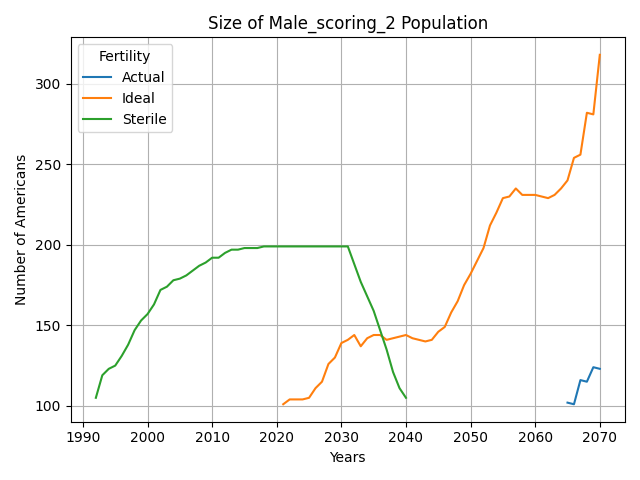 Size of Male_scoring_2 Population
Fertility
Actual
Ideal
Sterile
Number of Americans
300
250
200
150
100
1990 2000 2010 2020 2030 2040 2050 2060 2070
Years